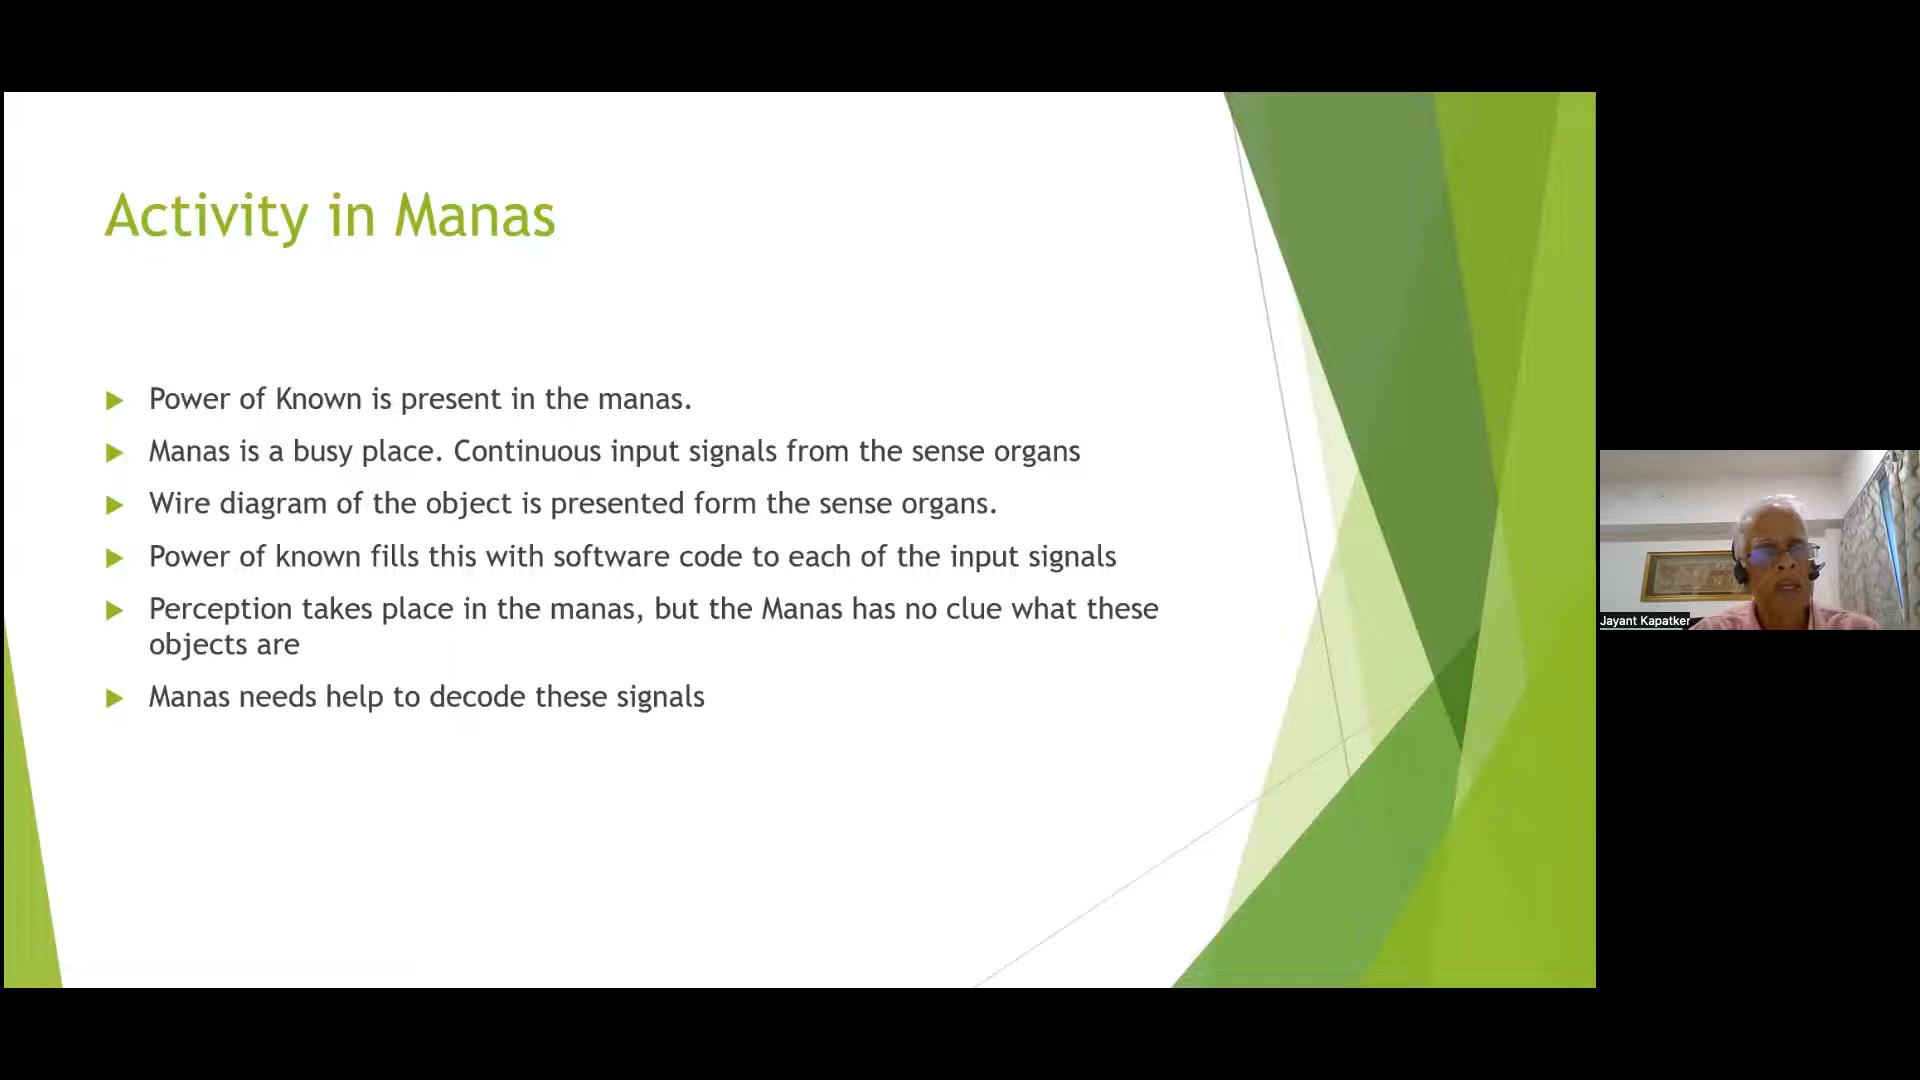 Activity in Manas
Power of Known is present in the manas.
Manas is a busy place. Continuous input signals from the sense organs
Wire diagram of the object is presented form the sense organs.
Power of known fills this with software code to each of the input signals
Perception takes place in the manas, but the Manas has no clue what these
objects are
Manas needs help to decode these signals
Jayant Kapatker